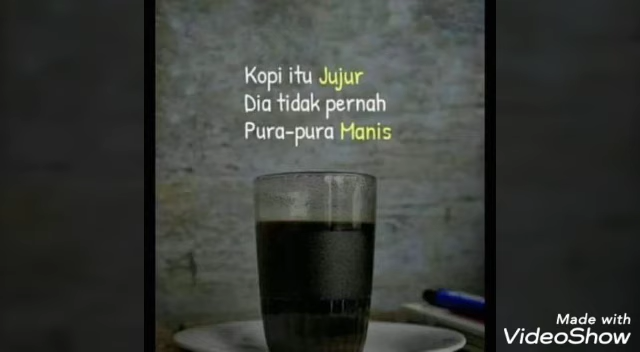 Kopi itu Jujur
Dia tidak pernah
Pura-pura Manis
Made with
VideoShow